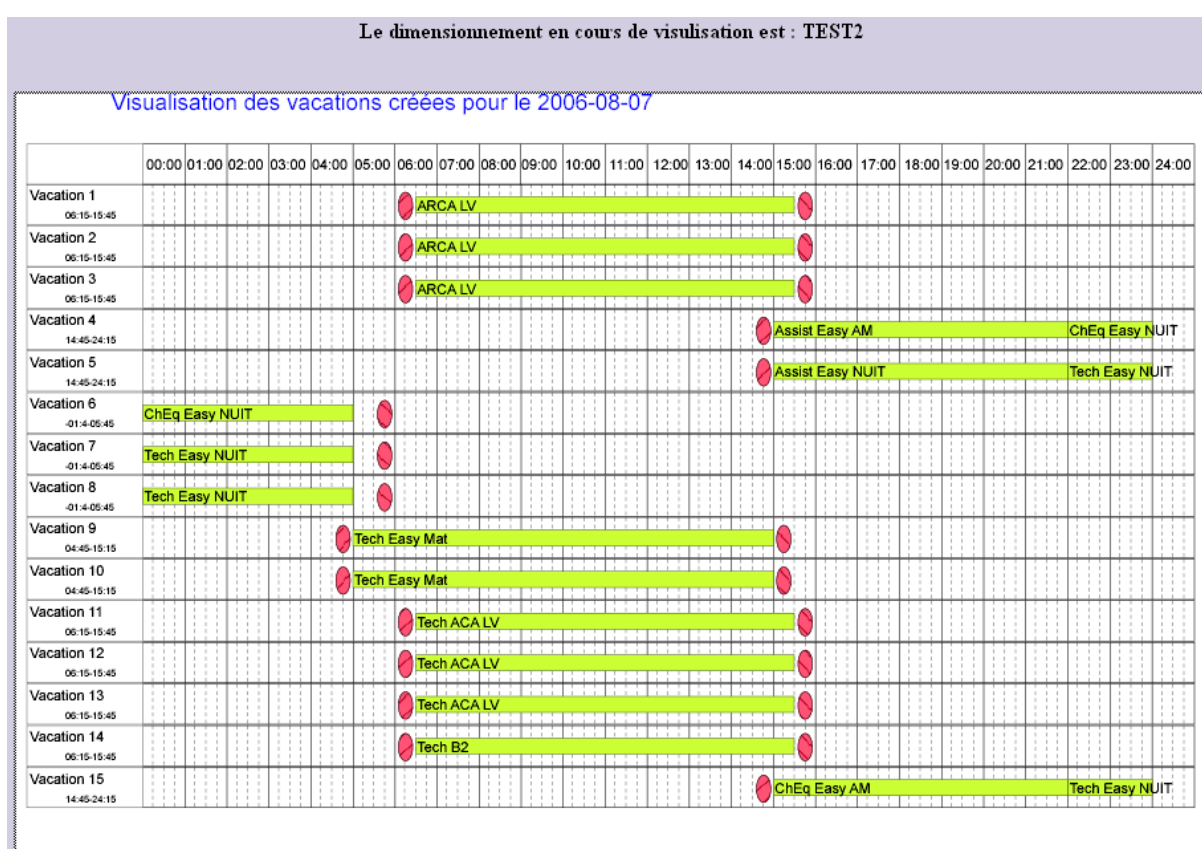 Le dimensionnement en cours de visulisation est : TEST2
Visualisation des vacations créées pour le 2006-08-07
00:00 01:00 02:00 03:00 04:00 05:00 06:00 07:00 08:00 09:00 10:00 11:00 12:00 13:00 14:00 15:00 16:00 17:00 18:00 19:00 20:00 21:00 22:00 23:00 24:00
Vacation 1
06:15-15:45
ARCA LV
Vacation 2
06:15-15:45
ARCA LV
Vacation 3
06:15-15:45
ARCA LV
Vacation 4
14:45-24:15
Assist Easy AM ChEq Easy NUIT
Vacation 5
14:45-24:15
Assist Easy NUIT Tech Easy NUIT
Vacation 6
-01:4-05:45
ChEq Easy NUIT
Vacation 7
-01:4-05:45
Tech Easy NUIT
Vacation 8
-01:4-05:45
Tech Easy NUIT
Vacation 9
04:45-15:15
Tech Easy Mat
Vacation 10
04:45-15:15
Tech Easy Mat
Vacation 11
06:15-15:45
Tech ACA LV
Vacation 12
06:15-15:45
Tech ACA LV
Vacation 13
06:15-15:45
Tech ACA LV
Vacation 14
06:15-15:45
Tech B2
Vacation 15
14:45-24:15
ChEq Easy AM Tech Easy NUIT